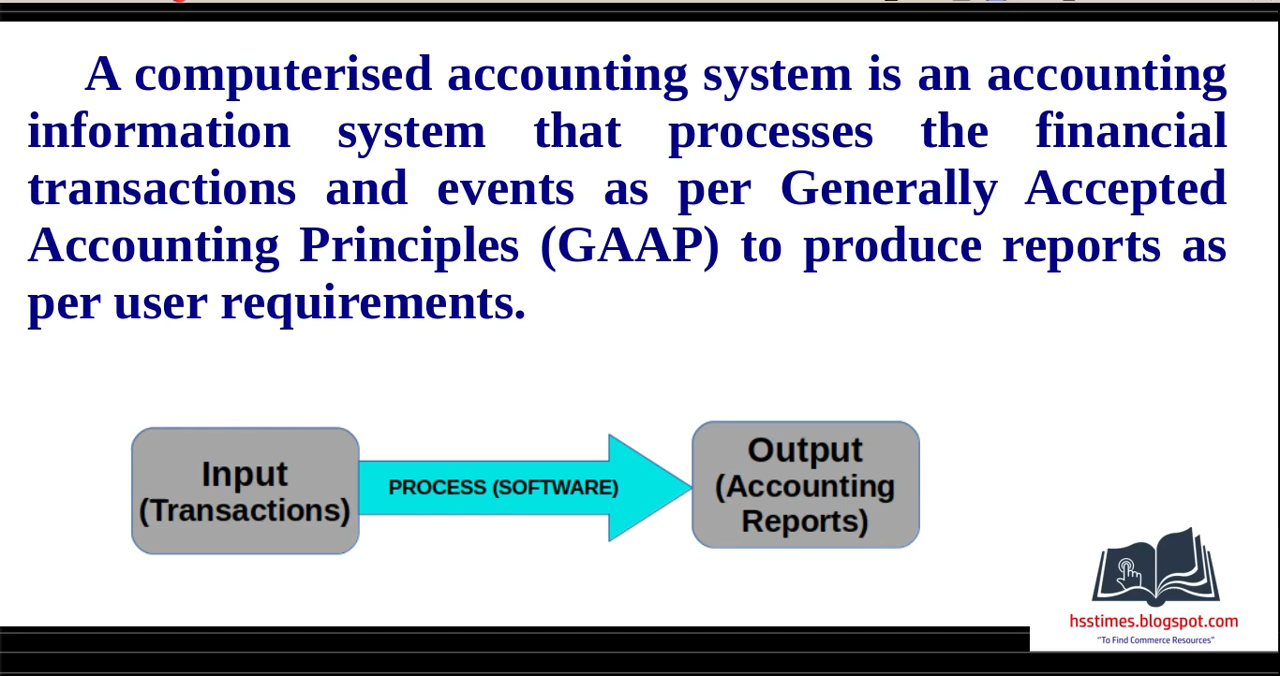 A computerised accounting system is an accounting
information system that processes the financial
transactions and events as per Generally Accepted
Accounting Principles (GAAP) to produce reports as
per user requirements.
Input
(Transactions)
PROCESS (SOFTWARE)
Output
(Accounting
Reports)
hsstimes.blogspot.com
"To Find Commerce Resources"